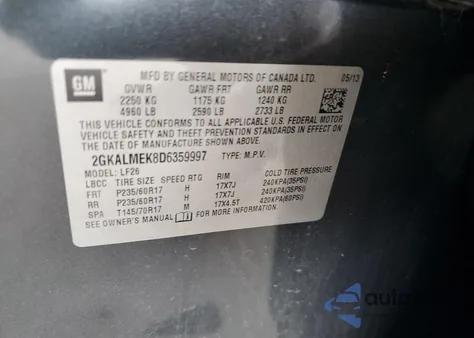 GM
MFD BY GENERAL MOTORS OF CANADA LTD. 05/13
GVWR GAWR FRT GAWR RR
2250 KG 1175 KG 1240 KG
4960 LB 2590 LB 2733 LB
THIS VEHICLE CONFORMS TO ALL APPLICABLE U.S. FEDERAL MOTOR
VEHICLE SAFETY AND THEFT PREVENTION STANDARDS IN EFFECT ON
THE DATE OF MANUFACTURE SHOWN ABOVE.
2GKALMEK8D6359997 TYPE: M.P.V.
MODEL: LF26
LBCC TIRE SIZE SPEED RTG RIM COLD TIRE PRESSURE
FRT P235/60R17 H 17X7J 240KPA(35PSI)
RR P235/60R17 H 17X7J 240KPA(35PSI)
SPA T145/70R17 M 17X4.5T 420KPA(60PSI)
SEE OWNER'S MANUAL FOR MORE INFORMATION.